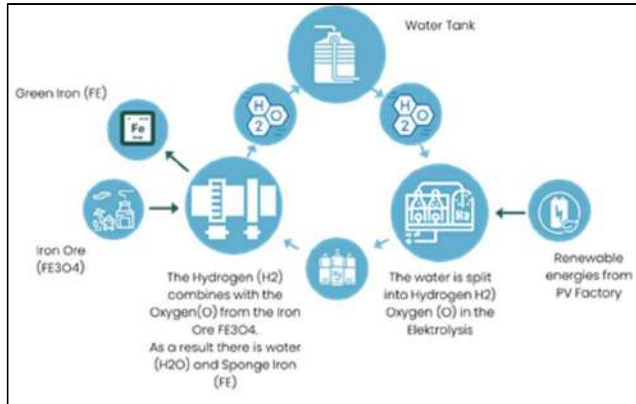 Water Tank
Green Iron (FE)
Fe
H
2
O
H
2
O
Iron Ore
(FE3O4)
H2
Renewable
energies from
PV Factory
The Hydrogen (H2)
combines with the
Oxygen(O) from the Iron
Ore FE3O4.
As a result there is water
(H2O) and Sponge Iron
(FE)
The water is split
into Hydrogen H2)
Oxygen (O) in the
Elektrolysis